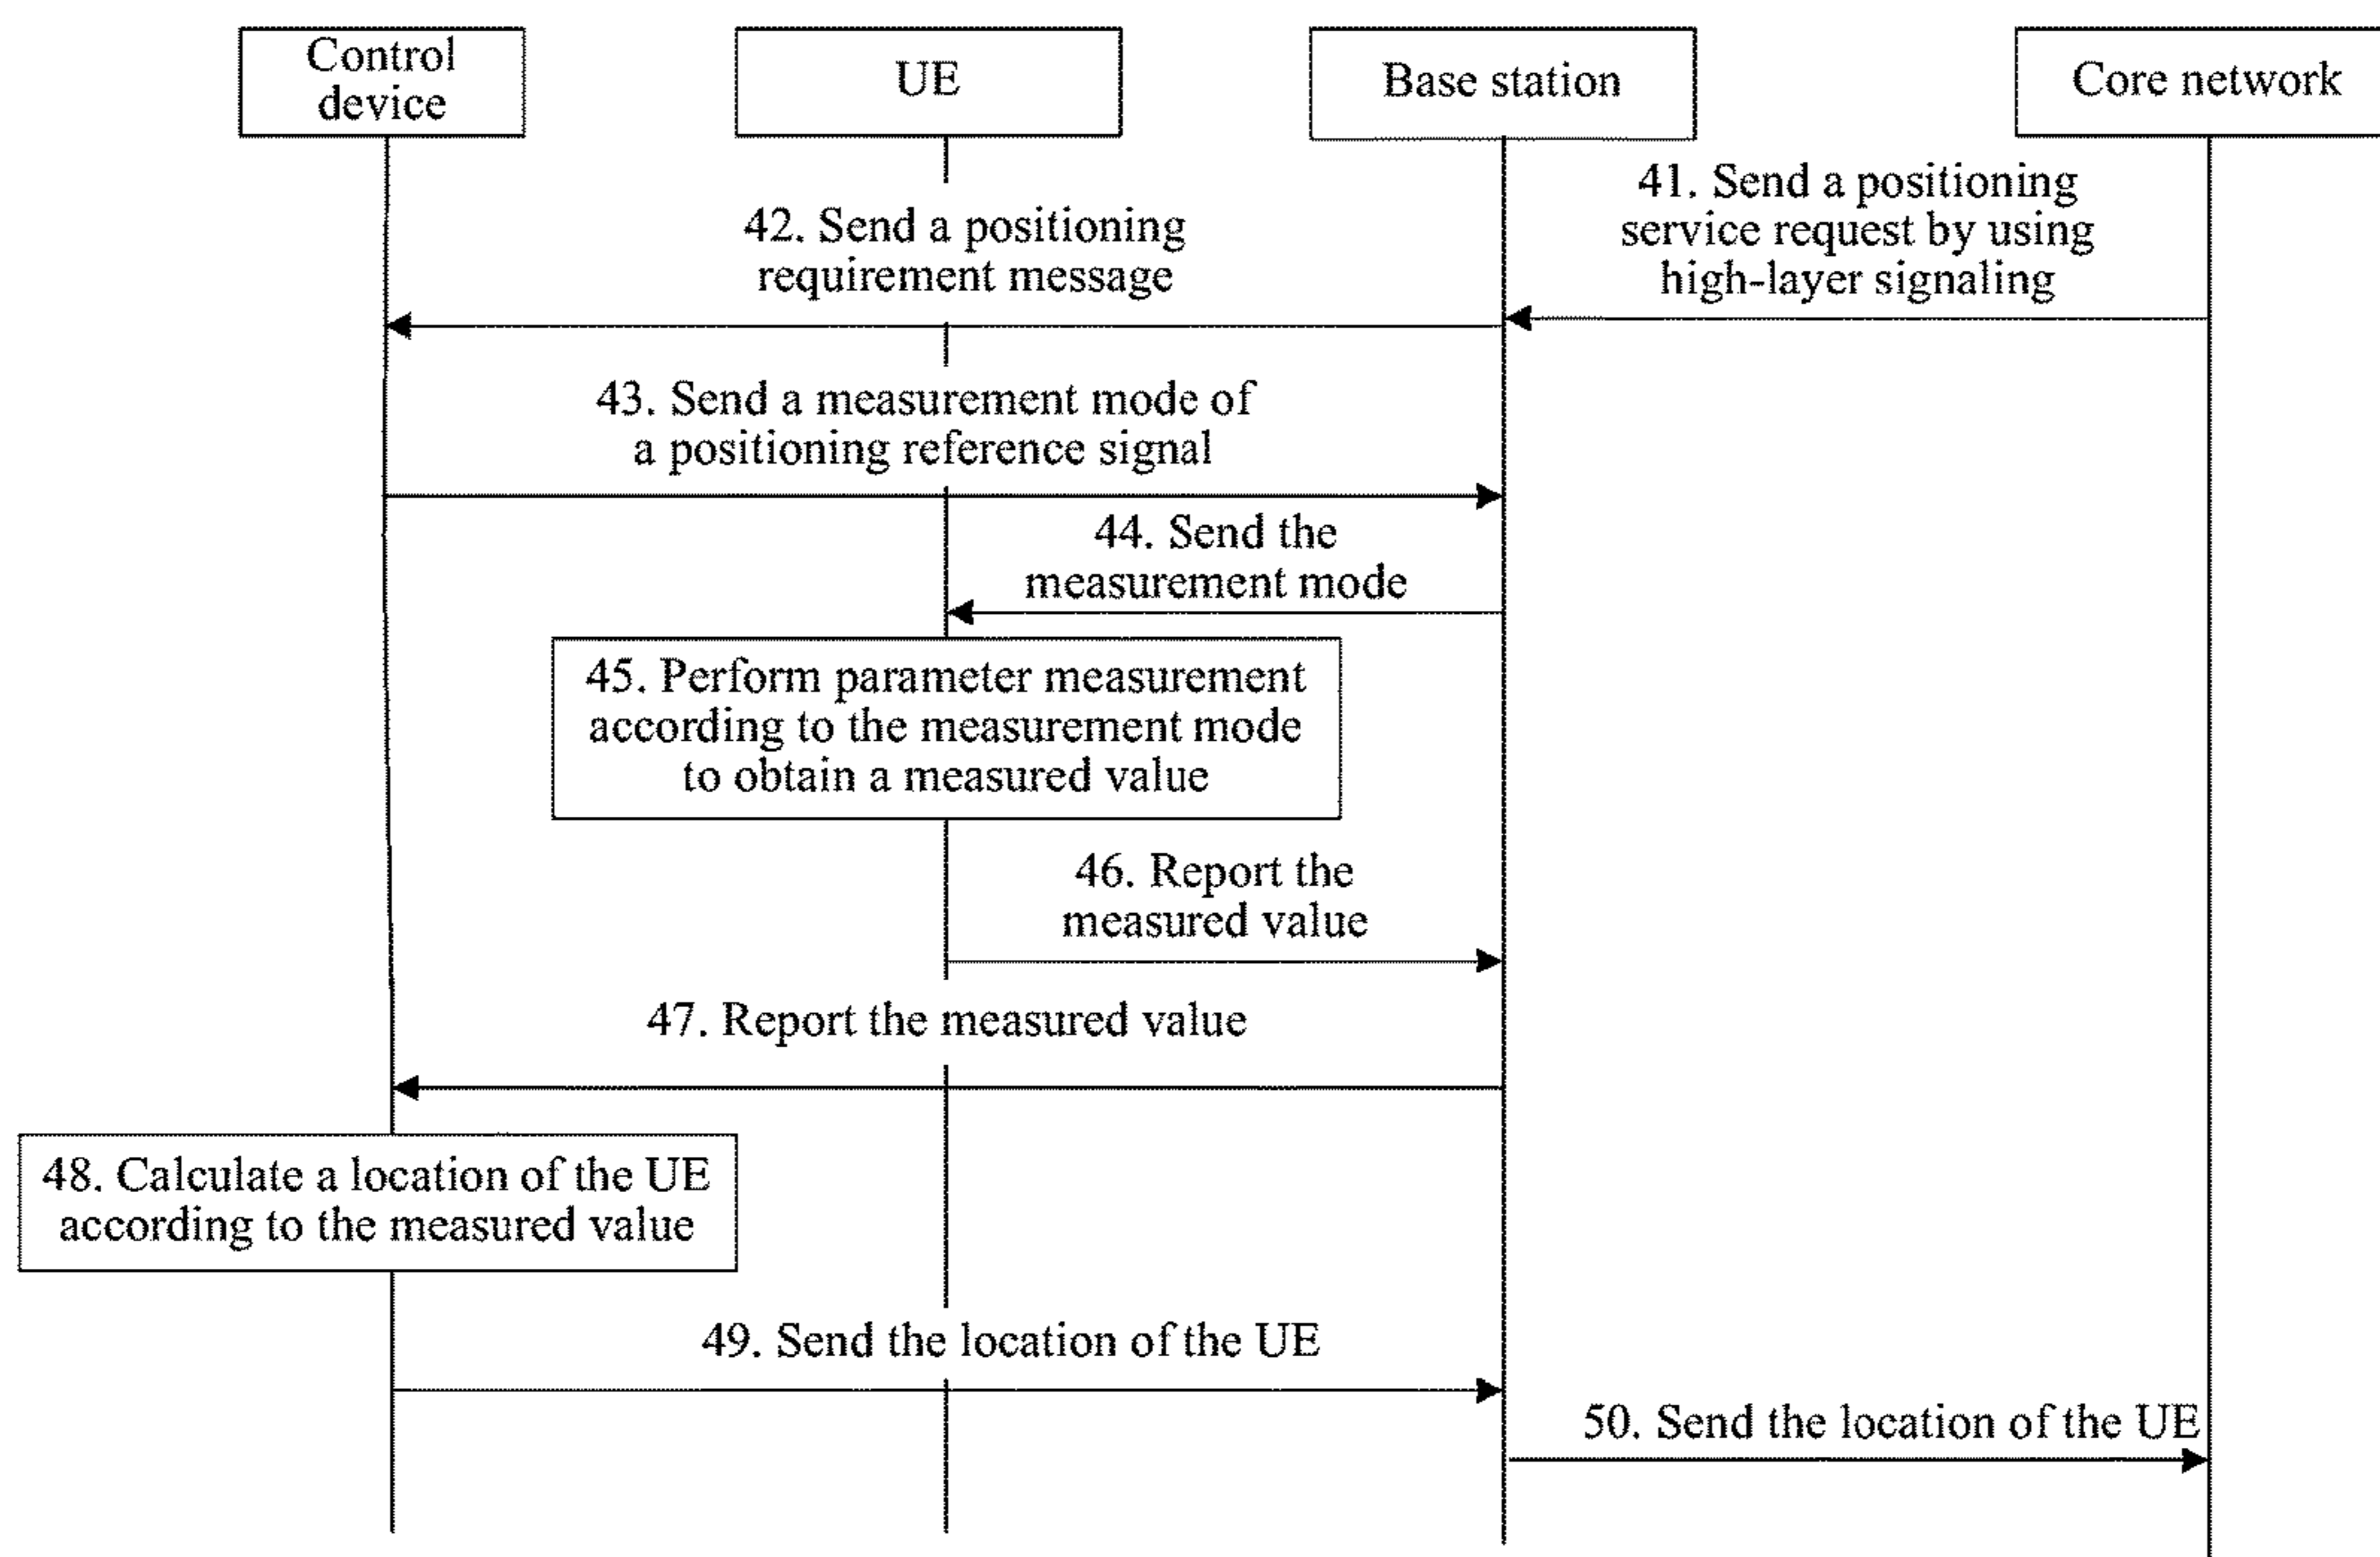 Control
device
UE
Base station
Core network
41. Send a positioning
service request by using
high-layer signaling
42. Send a positioning
requirement message
43. Send a measurement mode of
a positioning reference signal
44. Send the
measurement mode
45. Perform parameter measurement
according to the measurement mode
to obtain a measured value
46. Report the
measured value
47. Report the measured value
48. Calculate a location of the UE
according to the measured value
49. Send the location of the UE
50. Send the location of the UE